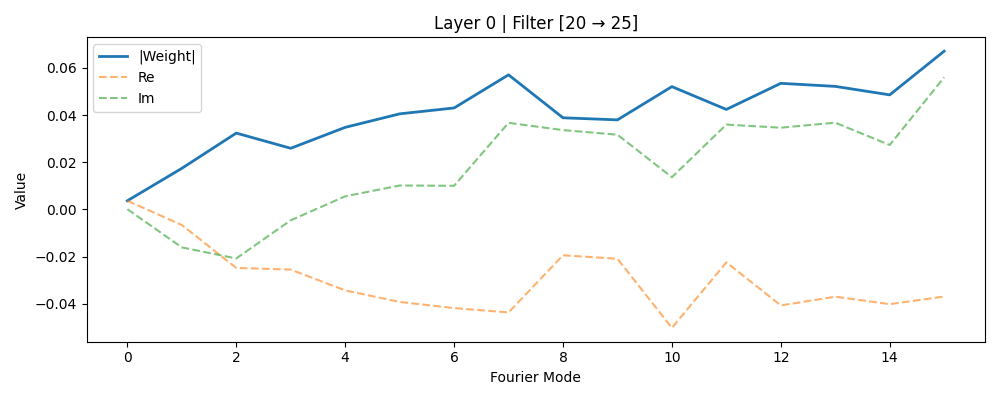 Layer 0 | Filter [20 → 25]
|Weight|
Re
Im
Value
0.06
0.04
0.02
0.00
−0.02
−0.04
0 2 4 6 8 10 12 14
Fourier Mode